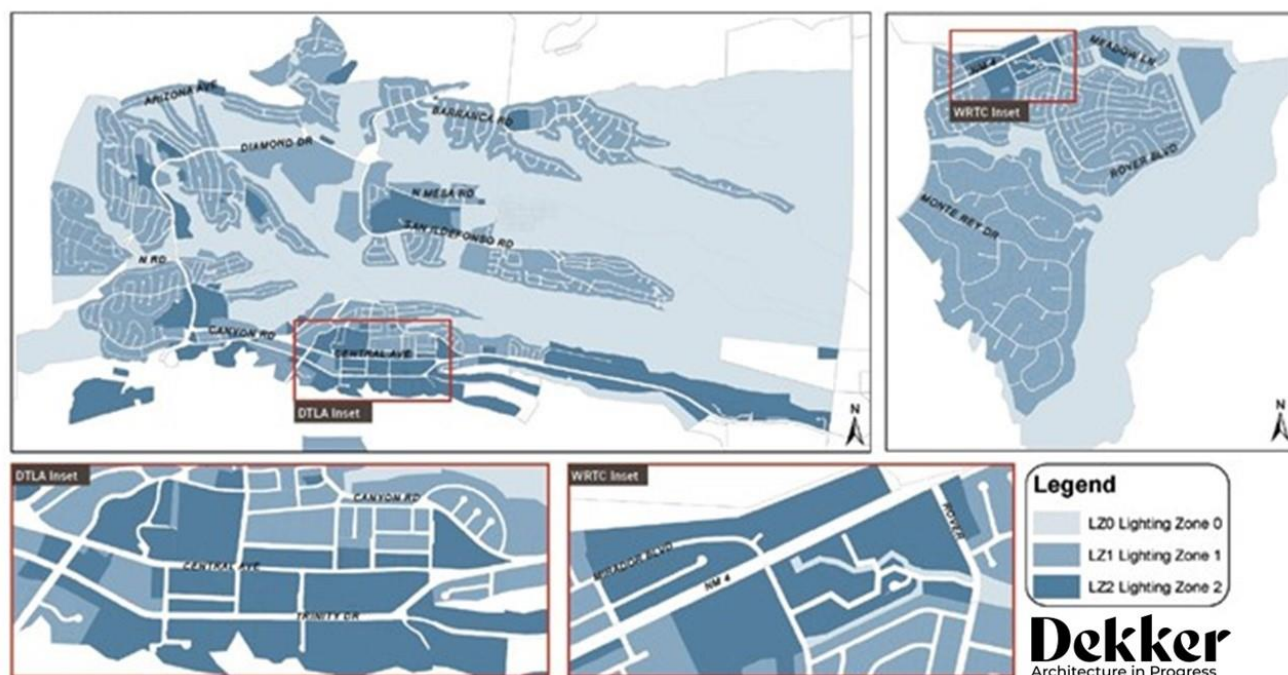 ARIZONA AVE
DIAMOND DR
BARRANCA RD
N MESA RD
SAN ILDEFONSO RD
N RD
CANYON RD
CENTRAL AVE
DTLA Inset
N
NM 4
MEADOW LN
WRTC Inset
ROVER BLVD
MONTE REY DR
N
DTLA Inset
CANYON RD
CENTRAL AVE
TRINITY DR
WRTC Inset
MIRADOR BLVD
NM 4
ROVER
Legend
LZ0 Lighting Zone 0
LZ1 Lighting Zone 1
LZ2 Lighting Zone 2
Dekker
Architecture in Progress